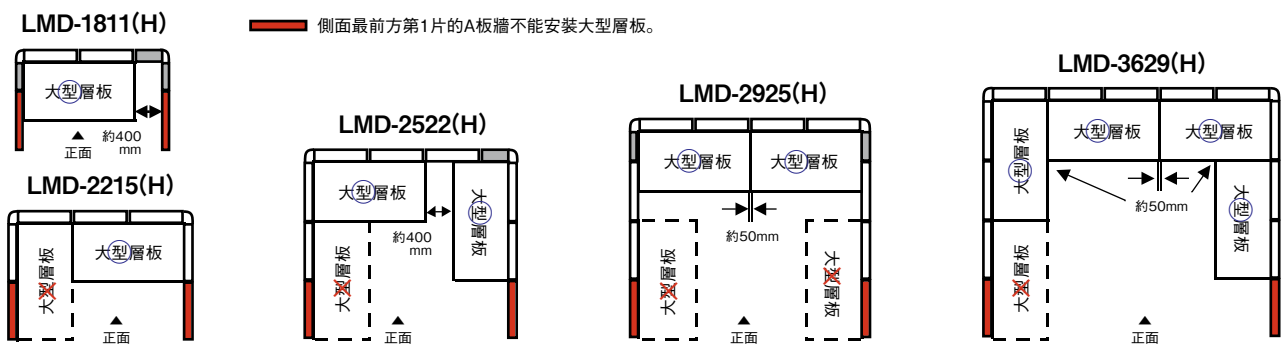 LMD-1811(H)
側面最前方第1片的A板牆不能安裝大型層板。
大型層板
約400
mm
正面
LMD-2215(H)
大型層板
大型層板
正面
LMD-2522(H)
大型層板
大型層板
約400
mm
大型層板
正面
LMD-2925(H)
大型層板
大型層板
約50mm
大型層板
大型層板
正面
LMD-3629(H)
大型層板
大型層板
大型層板
約50mm
大型層板
大型層板
正面